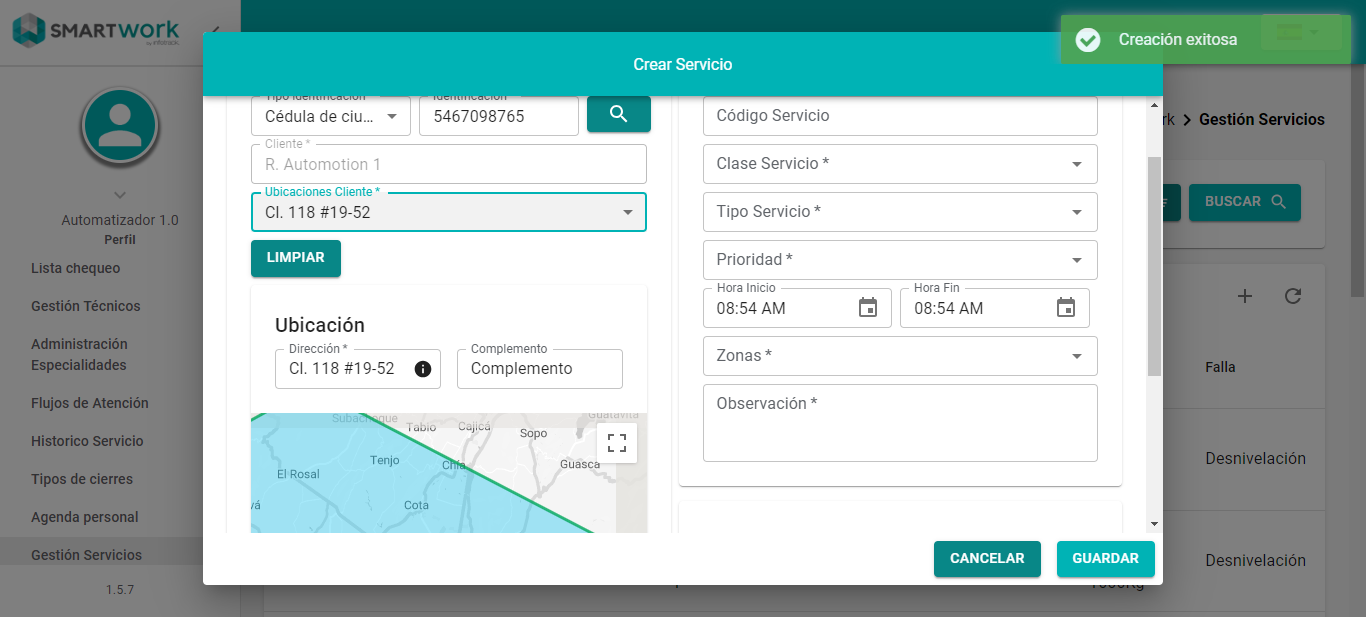 SMARTWORK
by infotrack
Automatizador 1.0
Perfil
Lista chequeo
Gestión Técnicos
Administración
Especialidades
Flujos de Atención
Historico Servicio
Tipos de cierres
Agenda personal
Gestión Servicios
1.5.7
Creación exitosa
Crear Servicio
Tipo Identificación
Cédula de ciu...
Identificación
5467098765
Cliente *
R. Automotion 1
Ubicaciones Cliente *
Cl. 118 #19-52
LIMPIAR
Ubicación
Dirección *
Cl. 118 #19-52
Complemento
Complemento
Subachoque
Guatavita
Tabio
Cajicá
Sopo
Tenjo
Chía
Guasca
El Rosal
Cota
Código Servicio
Clase Servicio *
Tipo Servicio *
Prioridad *
Hora Inicio
08:54 AM
Hora Fin
08:54 AM
Zonas *
Observación *
CANCELAR
GUARDAR
rk > Gestión Servicios
BUSCAR
Falla
Desnivelación
Desnivelación